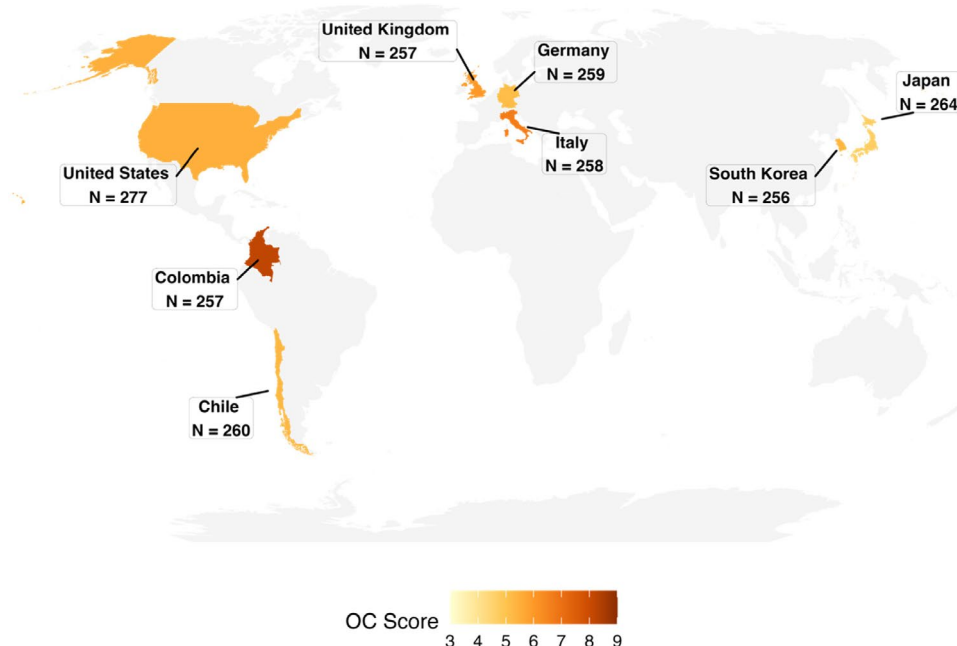 United Kingdom
N = 257
Germany
N = 259
Japan
N = 264
Italy
N = 258
United States
N = 277
South Korea
N = 256
Colombia
N = 257
Chile
N = 260
OC Score
3 4 5 6 7 8 9